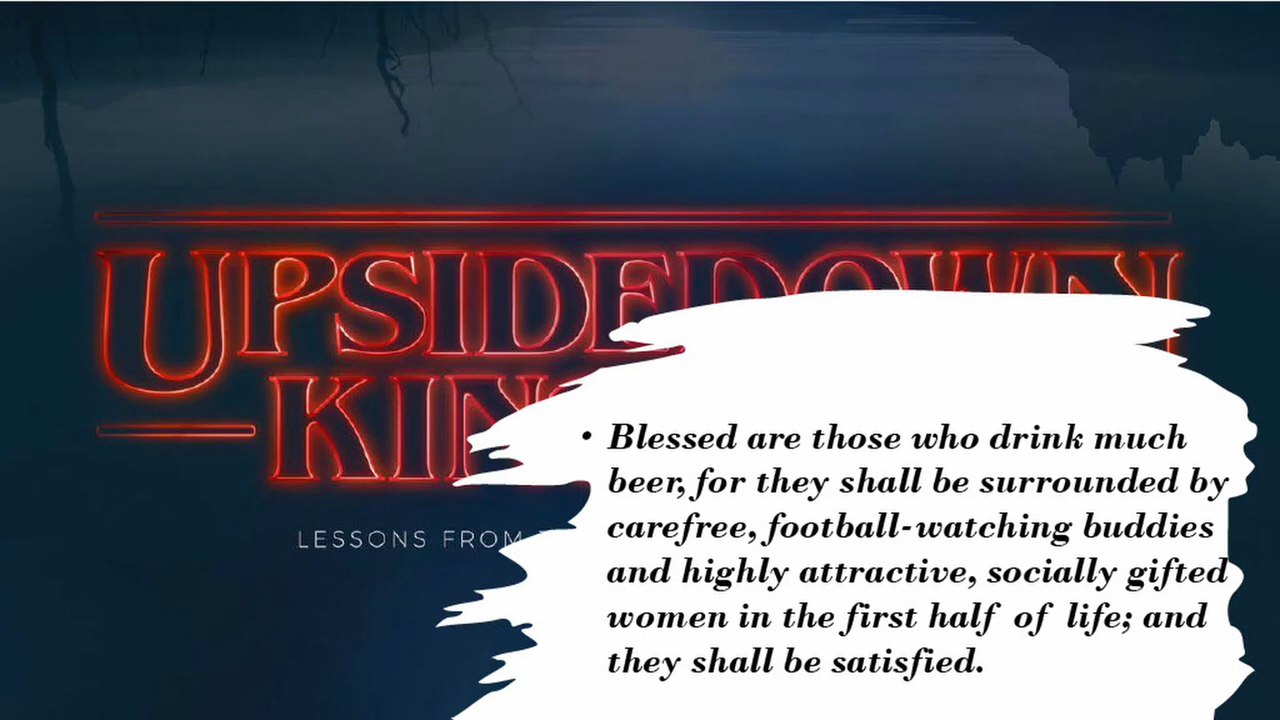 UPSIDEDOWN
LESSONS FROM
• Blessed are those who drink much
beer, for they shall be surrounded by
carefree, football-watching buddies
and highly attractive, socially gifted
women in the first half of life; and
they shall be satisfied.